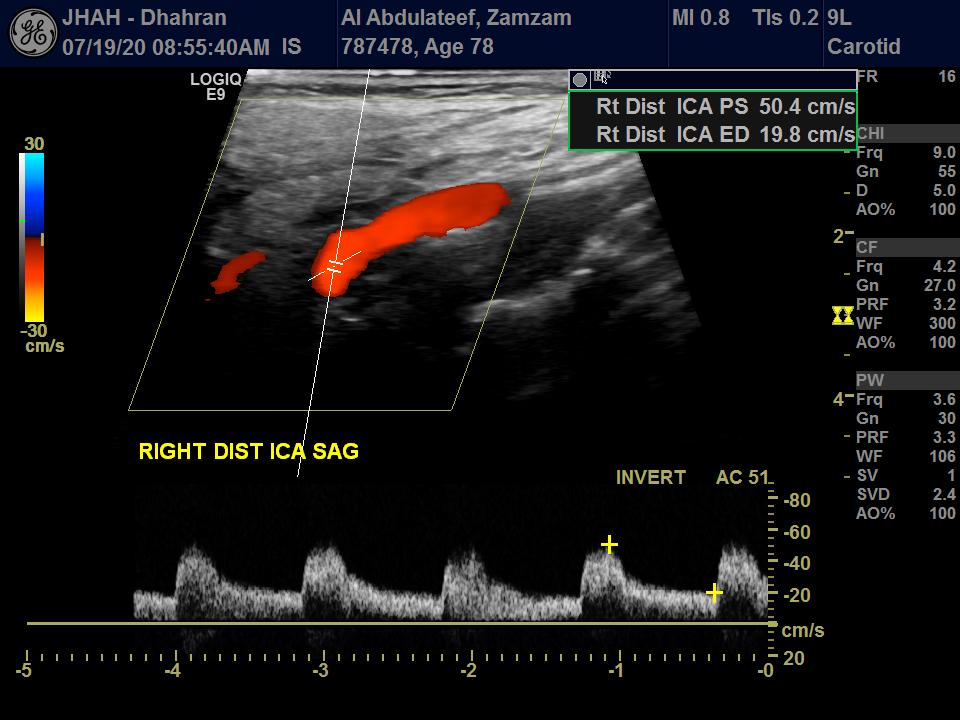 GE
JHAH - Dhahran
07/19/20 08:55:40AM IS
Al Abdulateef, Zamzam
787478, Age 78
MI 0.8 TIs 0.2
9L
Carotid
LOGIQ
E9
Rt Dist ICA PS 50.4 cm/s
Rt Dist ICA ED 19.8 cm/s
30
-30
cm/s
2
4
FR 16
CHI
Frq 9.0
Gn 55
D 5.0
AO% 100
CF
Frq 4.2
Gn 27.0
PRF 3.2
WF 300
AO% 100
PW
Frq 3.6
Gn 30
PRF 3.3
WF 106
SV 1
SVD 2.4
AO% 100
RIGHT DIST ICA SAG
INVERT AC 51
-80
-60
-40
-20
cm/s
20
-5 -4 -3 -2 -1 -0